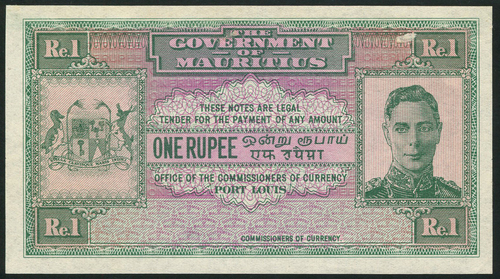 Re.1
THE
GOVERNMENT
OF
MAURITIUS
Re.1
THESE NOTES ARE LEGAL
TENDER FOR THE PAYMENT OF ANY AMOUNT
ONE RUPEE ஒன்று ரூபாய்
एक रुपया
OFFICE OF THE COMMISSIONERS OF CURRENCY
PORT LOUIS
Re.1
COMMISSIONERS OF CURRENCY
Re.1